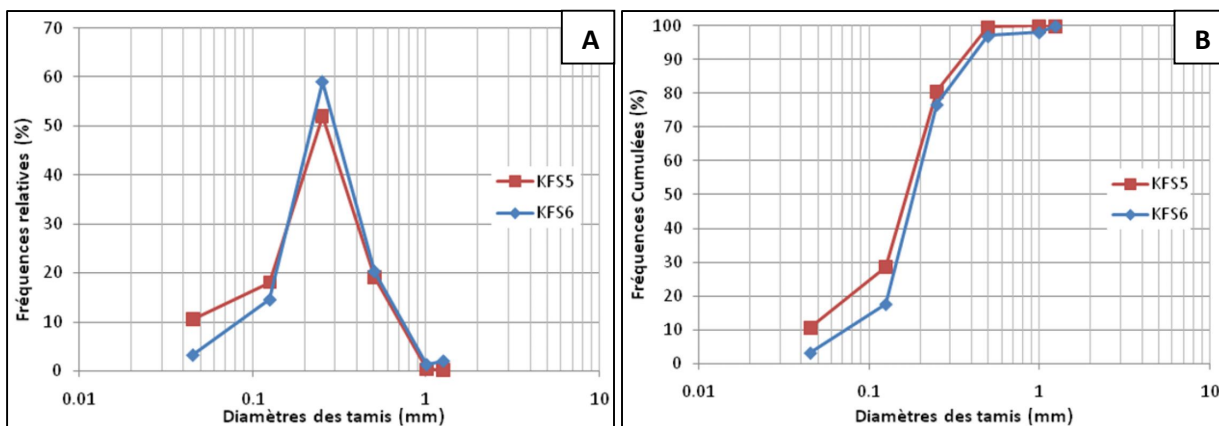 A
Fréquences relatives (%)
70
60
50
40
30
20
10
0
0.01 0.1 1 10
Diamètres des tamis (mm)
KFS5
KFS6
B
Fréquences Cumulées (%)
100
90
80
70
60
50
40
30
20
10
0
0.01 0.1 1 10
Diamètres des tamis (mm)
KFS5
KFS6